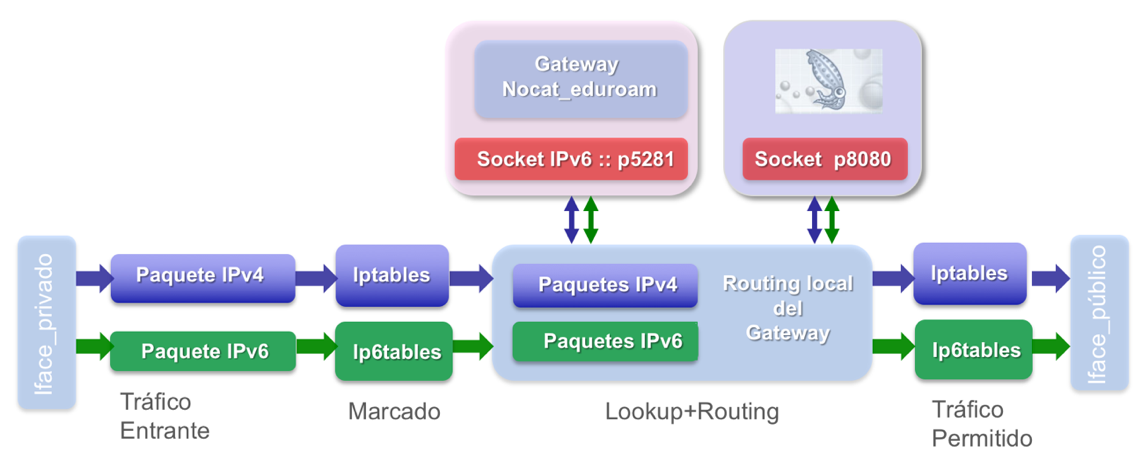 Gateway
Nocat_eduroam
Socket IPv6 :: p5281
Socket p8080
Iface_privado
Paquete IPv4
Iptables
Paquetes IPv4
Routing local
del
Gateway
Iptables
Iface_público
Paquete IPv6
Ip6tables
Paquetes IPv6
Ip6tables
Tráfico
Entrante
Marcado
Lookup+Routing
Tráfico
Permitido